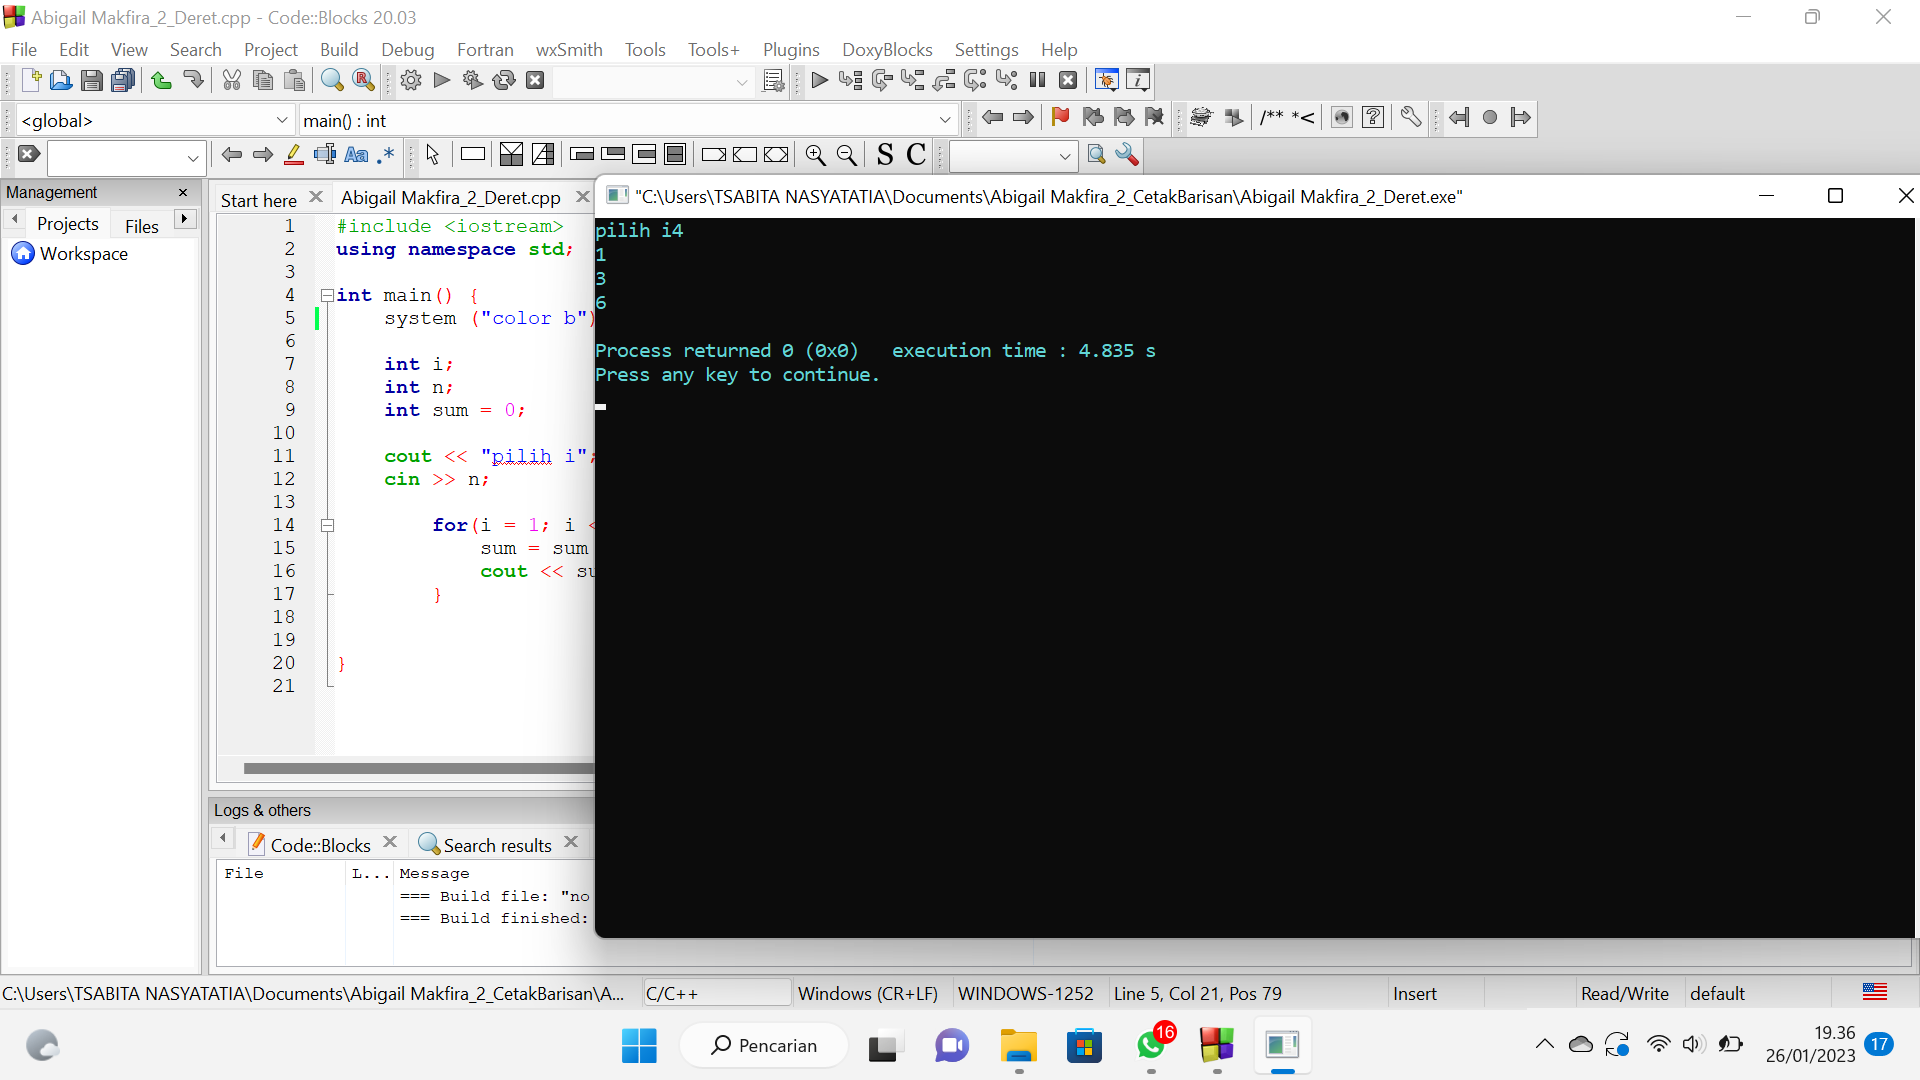 Abigail Makfira_2_Deret.cpp - Code::Blocks 20.03
File Edit View Search Project Build Debug Fortran wxSmith Tools Tools+ Plugins DoxyBlocks Settings Help
<global> main() : int /** *<
Aa .* S C
Management
Projects Files
Workspace
Start here Abigail Makfira_2_Deret.cpp
1 #include <iostream>
2 using namespace std;
3
4 int main() {
5 system ("color b")
6
7 int i;
8 int n;
9 int sum = 0;
10
11 cout << "pilih i";
12 cin >> n;
13
14 for(i = 1; i <
15 sum = sum
16 cout << su
17 }
18
19
20 }
21
"C:\Users\TSABITA NASYATATIA\Documents\Abigail Makfira_2_CetakBarisan\Abigail Makfira_2_Deret.exe"
pilih i4
1
3
6
Process returned 0 (0x0)   execution time : 4.835 s
Press any key to continue.
Logs & others
Code::Blocks Search results
File L... Message
=== Build file: "no
=== Build finished:
C:\Users\TSABITA NASYATATIA\Documents\Abigail Makfira_2_CetakBarisan\A... C/C++ Windows (CR+LF) WINDOWS-1252 Line 5, Col 21, Pos 79 Insert Read/Write default
Pencarian
16
19.36
26/01/2023
17